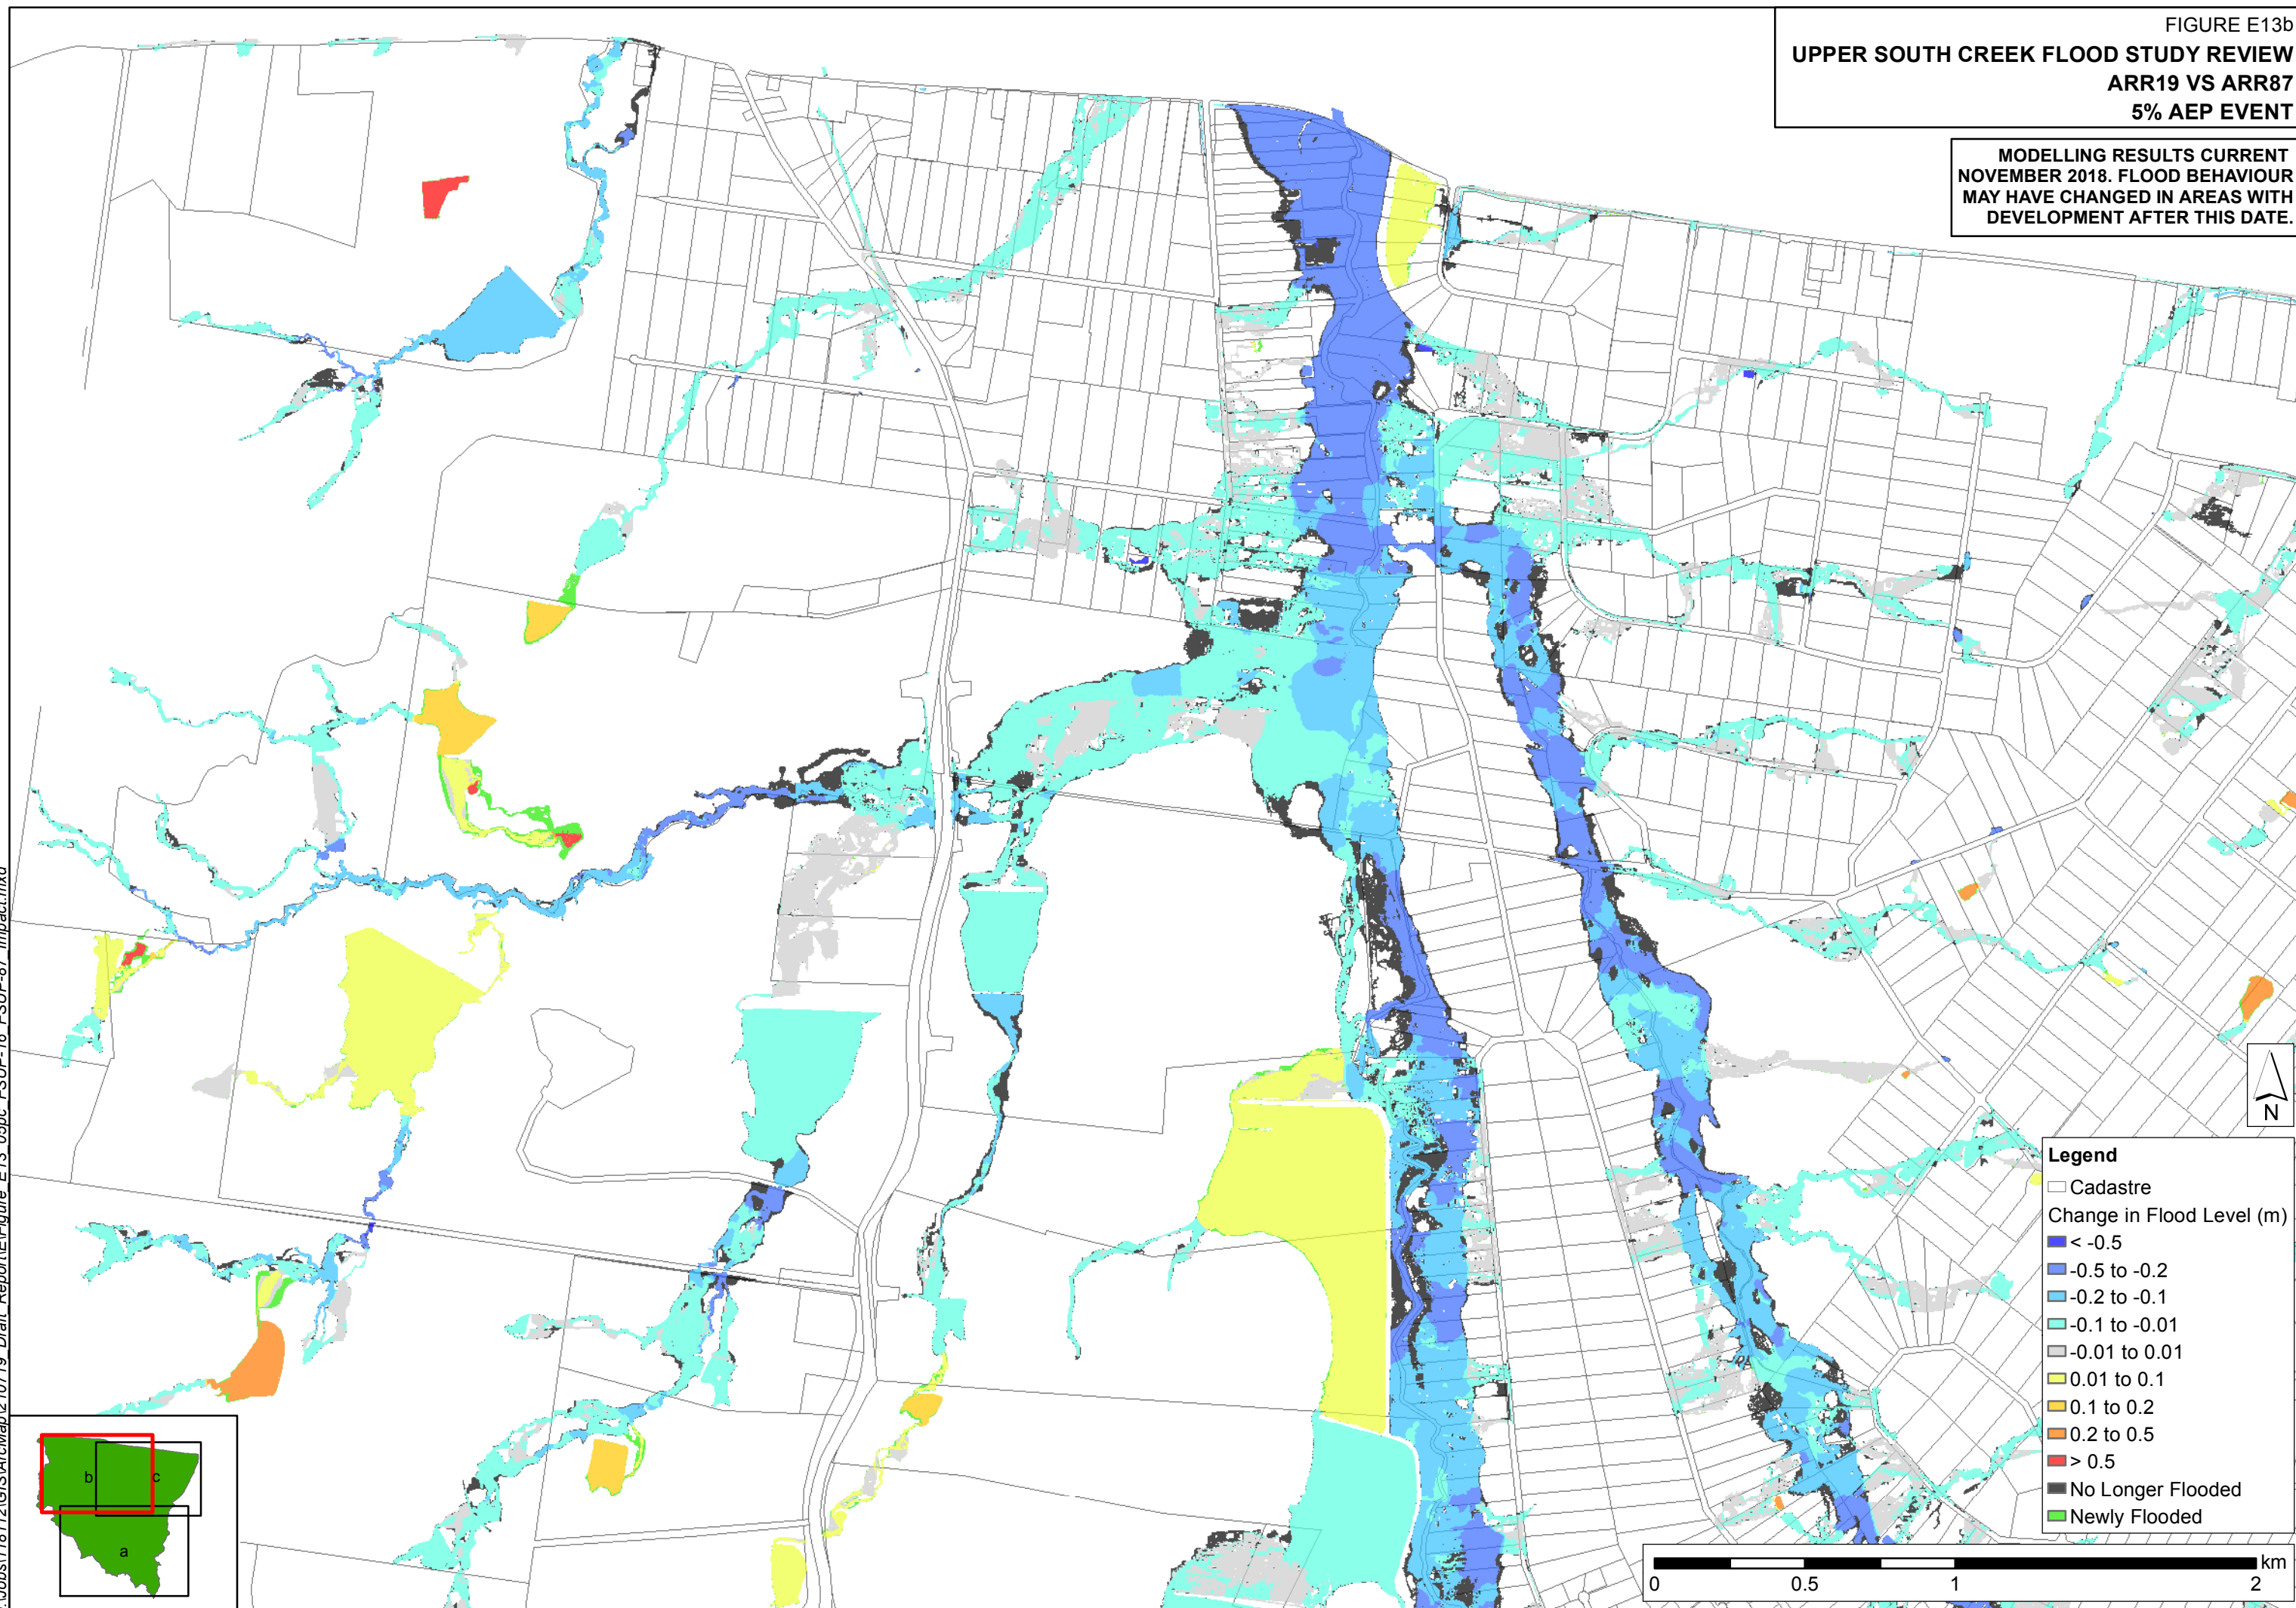 FIGURE E13b
UPPER SOUTH CREEK FLOOD STUDY REVIEW
ARR19 VS ARR87
5% AEP EVENT
MODELLING RESULTS CURRENT
NOVEMBER 2018. FLOOD BEHAVIOUR
MAY HAVE CHANGED IN AREAS WITH
DEVELOPMENT AFTER THIS DATE.
N
Legend
Cadastre
Change in Flood Level (m)
< -0.5
-0.5 to -0.2
-0.2 to -0.1
-0.1 to -0.01
-0.01 to 0.01
0.01 to 0.1
0.1 to 0.2
0.2 to 0.5
> 0.5
No Longer Flooded
Newly Flooded
km
0 0.5 1 2
b c
a